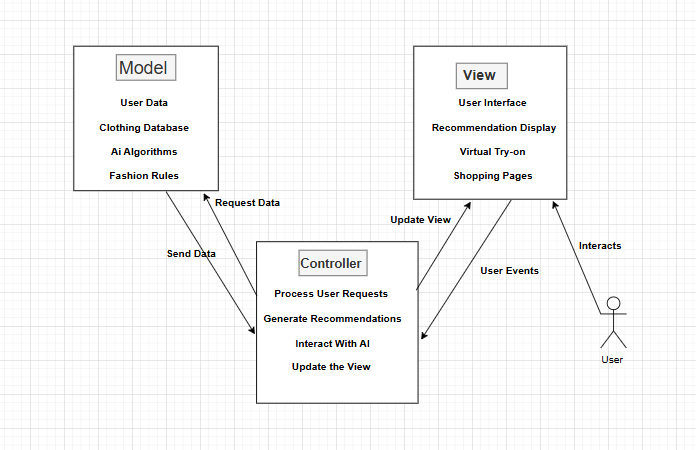 Model
User Data
Clothing Database
Ai Algorithms
Fashion Rules
View
User Interface
Recommendation Display
Virtual Try-on
Shopping Pages
Request Data
Send Data
Update View
User Events
Interacts
Controller
Process User Requests
Generate Recommendations
Interact With AI
Update the View
User